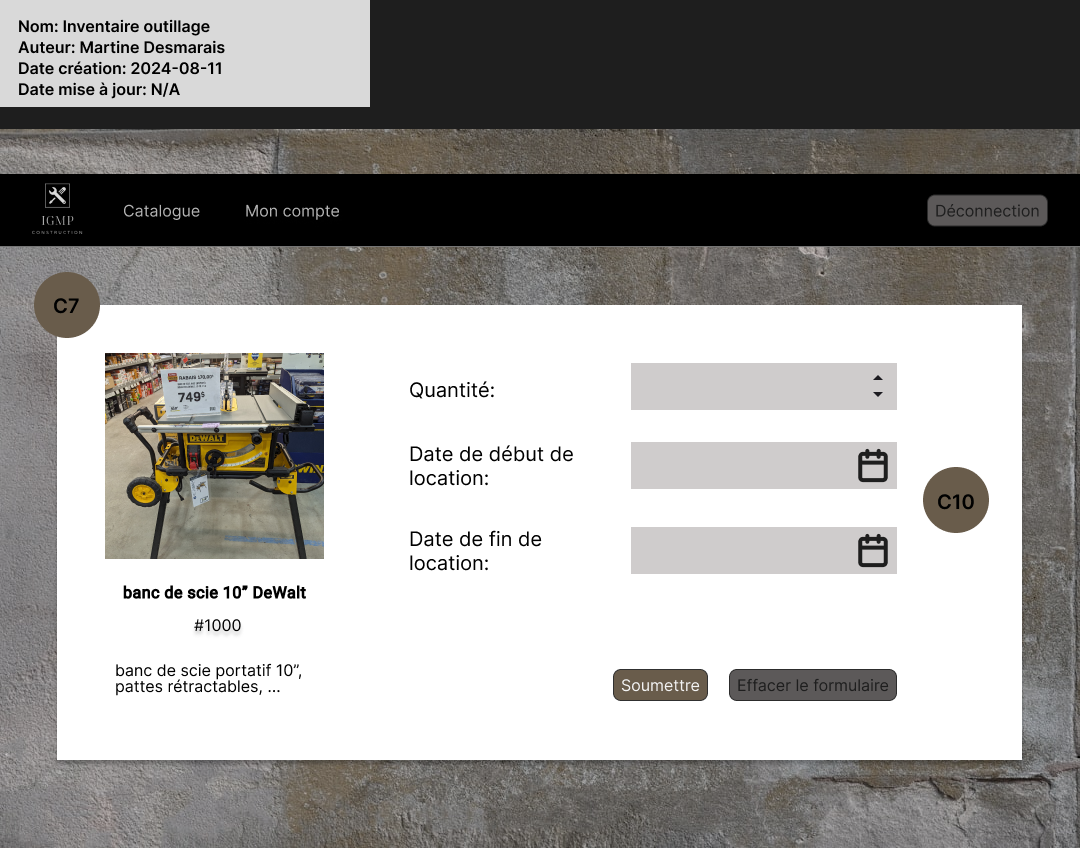 Nom: Inventaire outillage
Auteur: Martine Desmarais
Date création: 2024-08-11
Date mise à jour: N/A
IGMP
CONSTRUCTION
Catalogue
Mon compte
Déconnection
C7
RABAIS
749
DEWALT
banc de scie 10” DeWalt
#1000
banc de scie portatif 10”,
pattes rétractables, ...
Quantité:
Date de début de
location:
Date de fin de
location:
C10
Soumettre
Effacer le formulaire